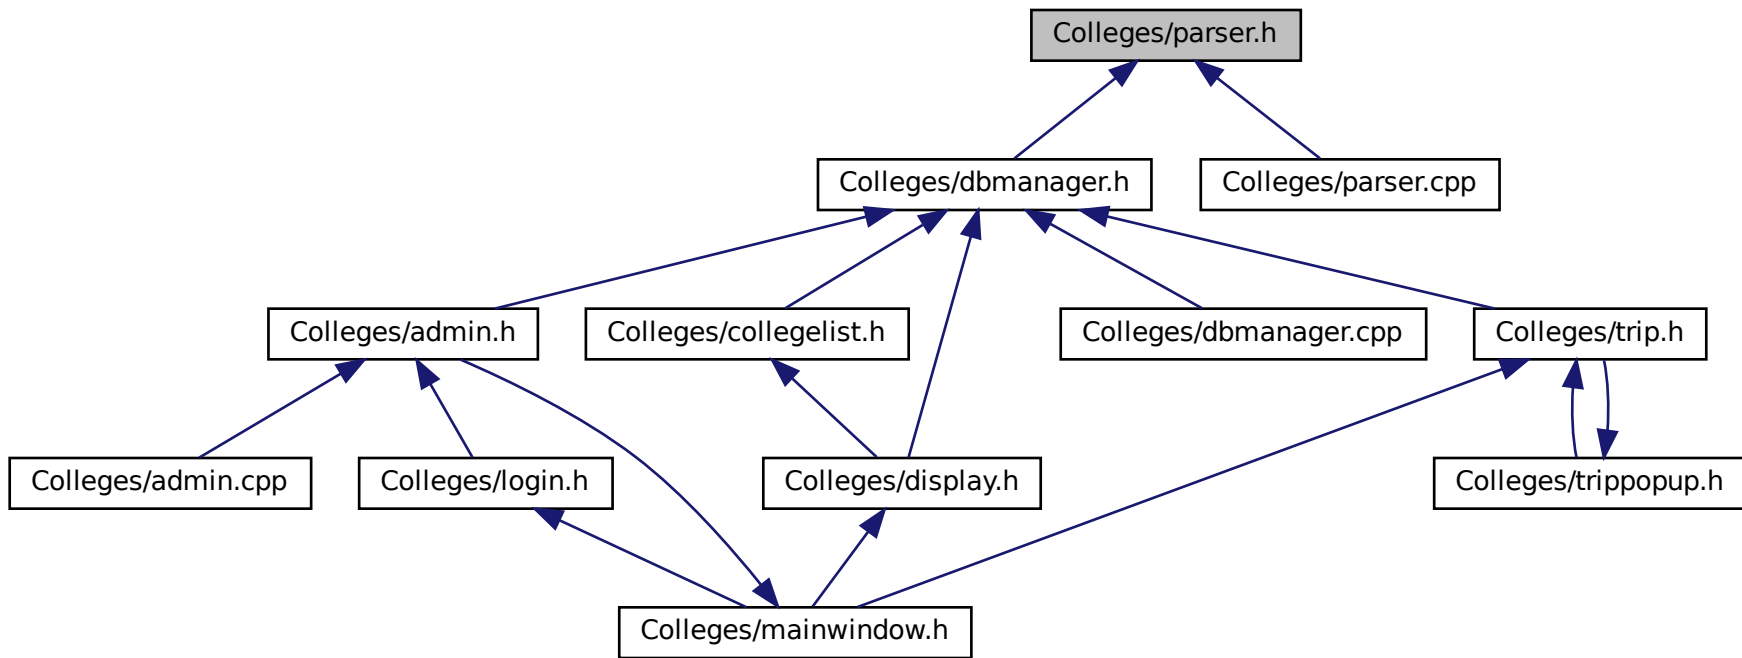 Colleges/parser.h
Colleges/dbmanager.h
Colleges/parser.cpp
Colleges/admin.h
Colleges/collegelist.h
Colleges/dbmanager.cpp
Colleges/trip.h
Colleges/admin.cpp
Colleges/login.h
Colleges/display.h
Colleges/trippopup.h
Colleges/mainwindow.h